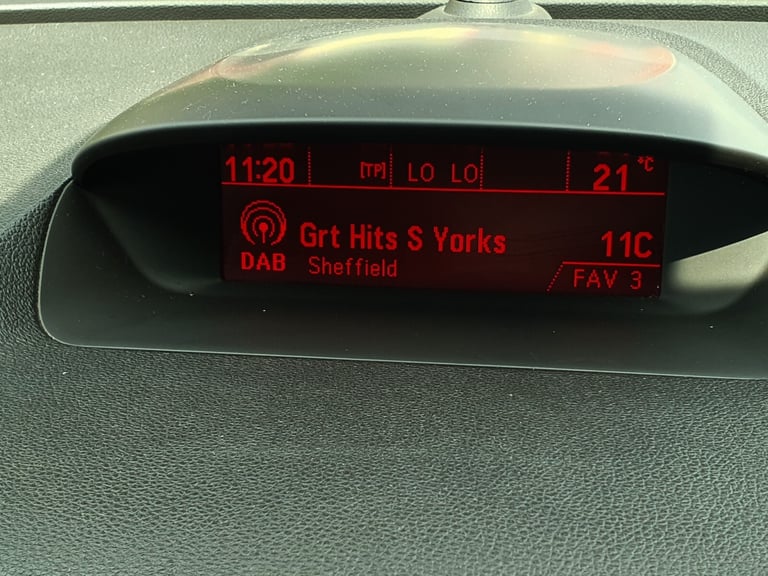 11:20 [TP] LO LO 21 °C
Grt Hits S Yorks 11C
DAB Sheffield FAV 3